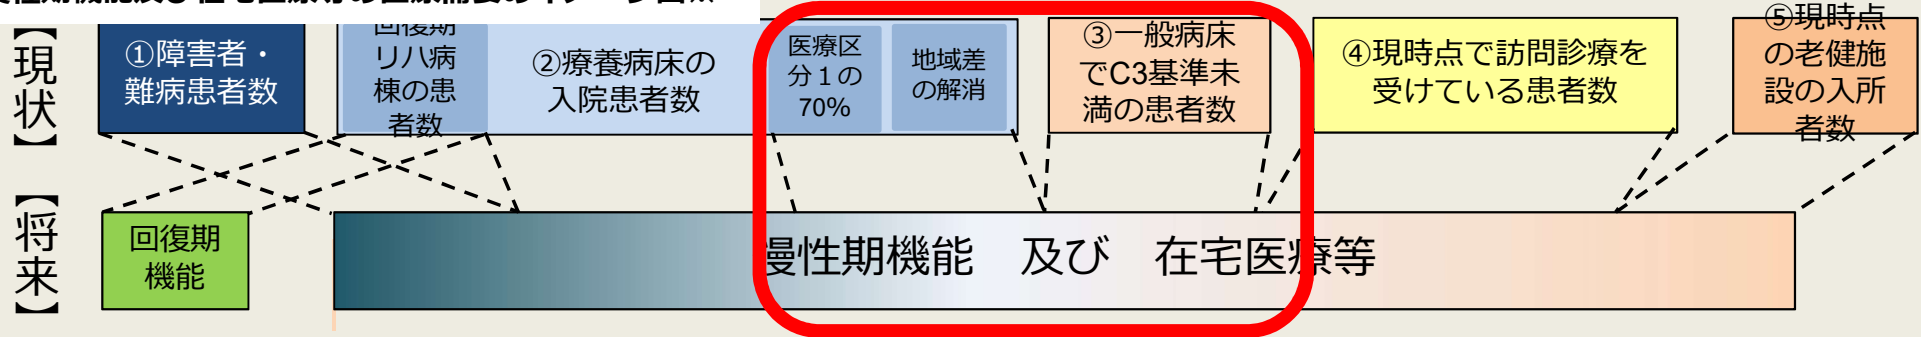 【現状】
①障害者・
難病患者数
回復期
リハ病
棟の患
者数
②療養病床の
入院患者数
医療区
分１の
70%
地域差
の解消
③一般病床
でC3基準未
満の患者数
④現時点で訪問診療を
受けている患者数
⑤現時点
の老健施
設の入所
者数
【将来】
回復期
機能
慢性期機能　及び　在宅医療等